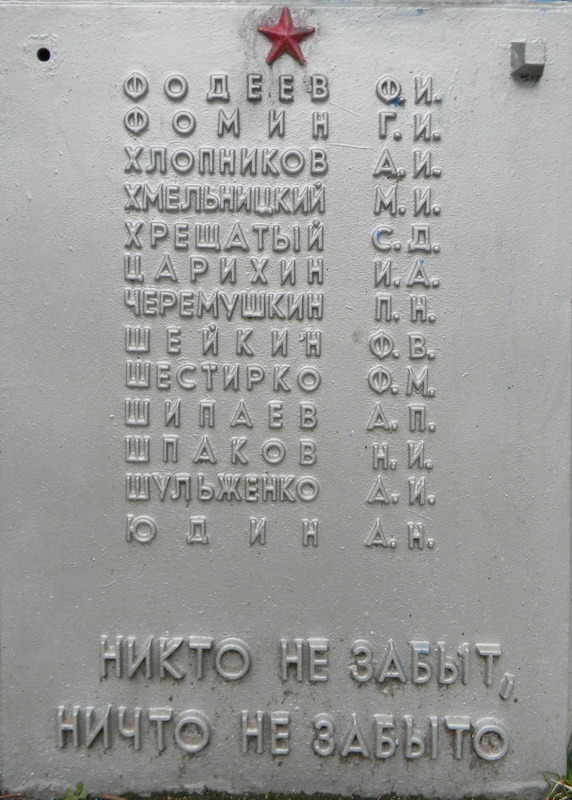 ФОДЕЕВ Ф.И.
ФОМИН Г.И.
ХЛОПНИКОВ А.И.
ХМЕЛЬНИЦКИЙ М.И.
ХРЕЩАТЫЙ С.Д.
ЦАРИХИН И.А.
ЧЕРЕМУШКИН П.Н.
ШЕЙКИН Ф.В.
ШЕСТИРКО Ф.М.
ШИПАЕВ А.П.
ШПАКОВ Н.И.
ШУЛЬЖЕНКО А.И.
ЮДИН А.Н.
НИКТО НЕ ЗАБЫТ,
НИЧТО НЕ ЗАБЫТО